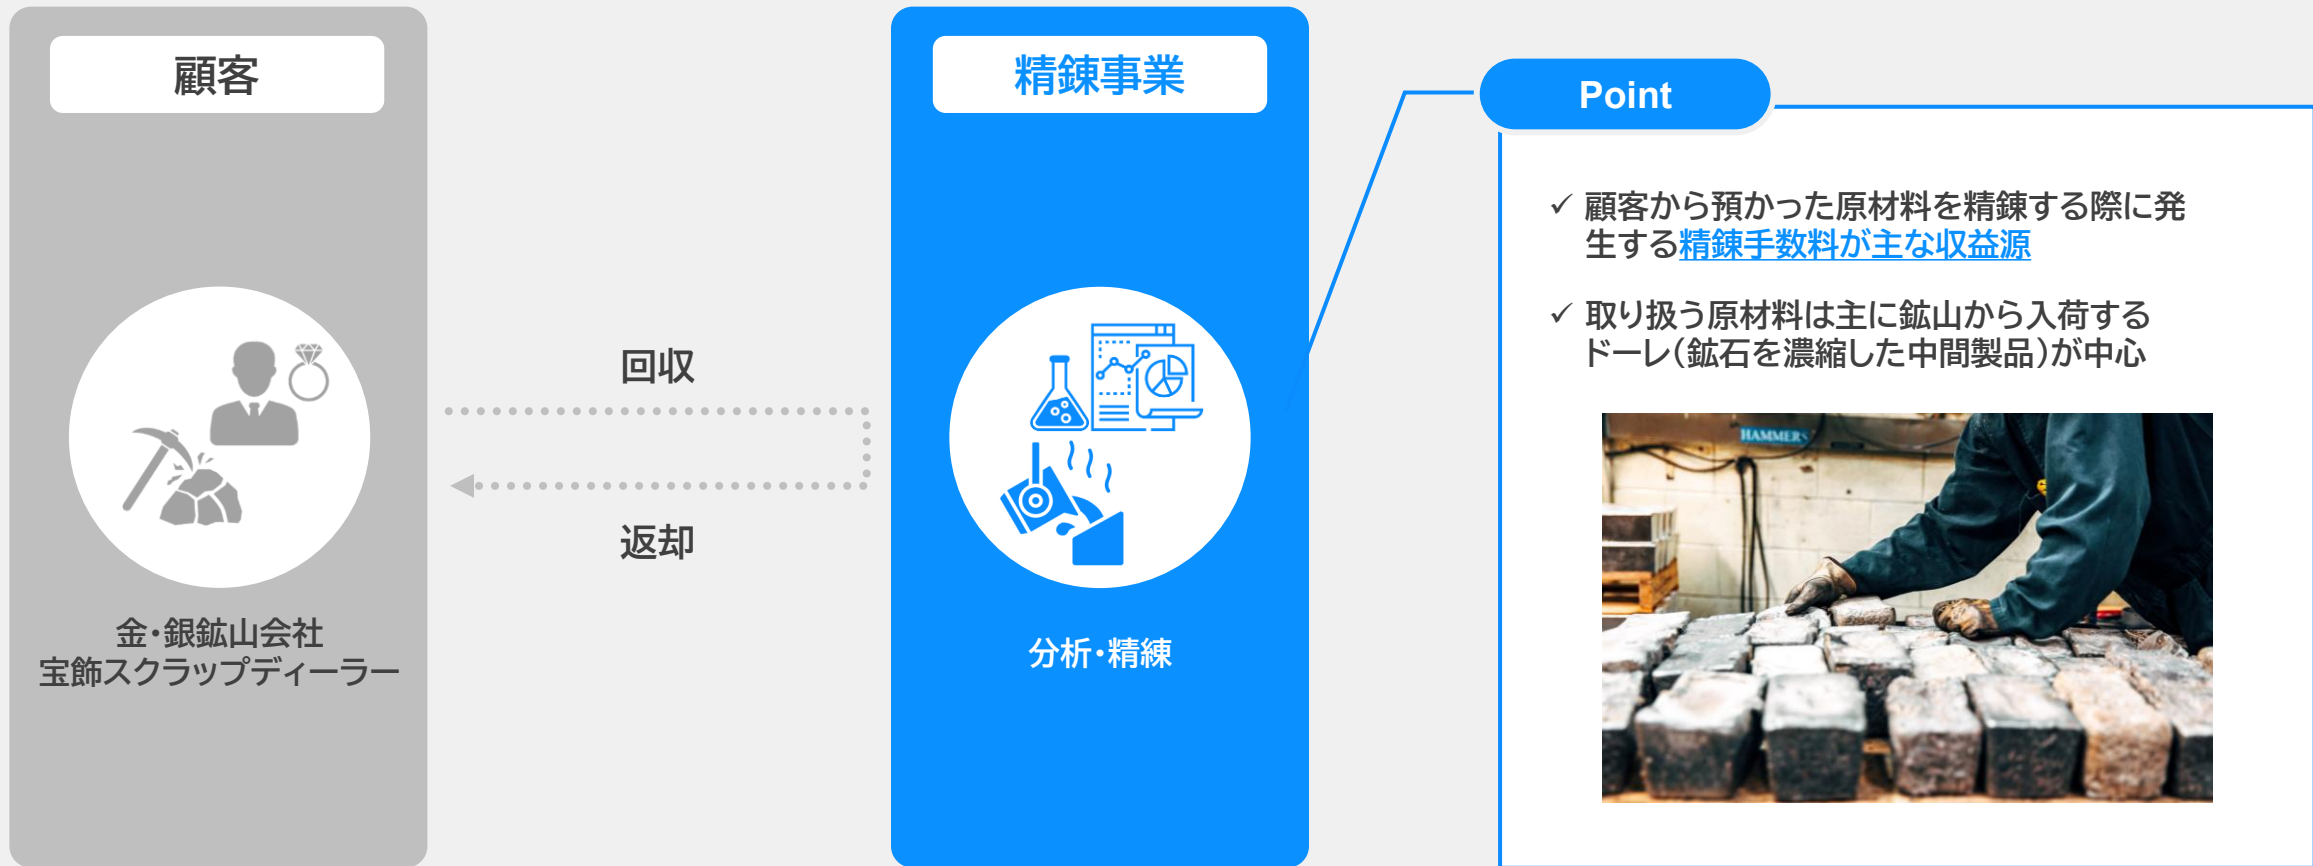 顧客
精錬事業
Point
✓ 顧客から預かった原材料を精錬する際に発
生する精錬手数料が主な収益源
✓ 取り扱う原材料は主に鉱山から入荷する
ドーレ(鉱石を濃縮した中間製品)が中心
HAMMERS
回収
返却
金・銀鉱山会社
宝飾スクラップディーラー
分析・精練